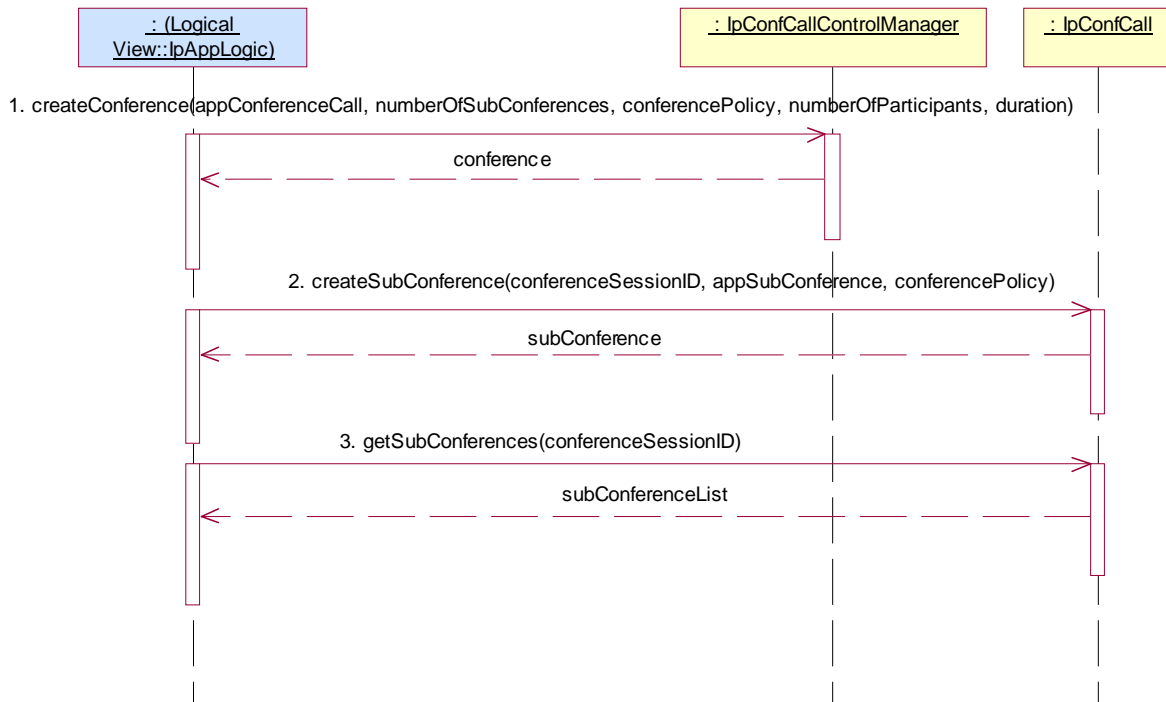 : (Logical
View::IpAppLogic)
: IpConfCallControlManager
: IpConfCall
1. createConference(appConferenceCall, numberOfSubConferences, conferencePolicy, numberOfParticipants, duration)
conference
2. createSubConference(conferenceSessionID, appSubConference, conferencePolicy)
subConference
3. getSubConferences(conferenceSessionID)
subConferenceList